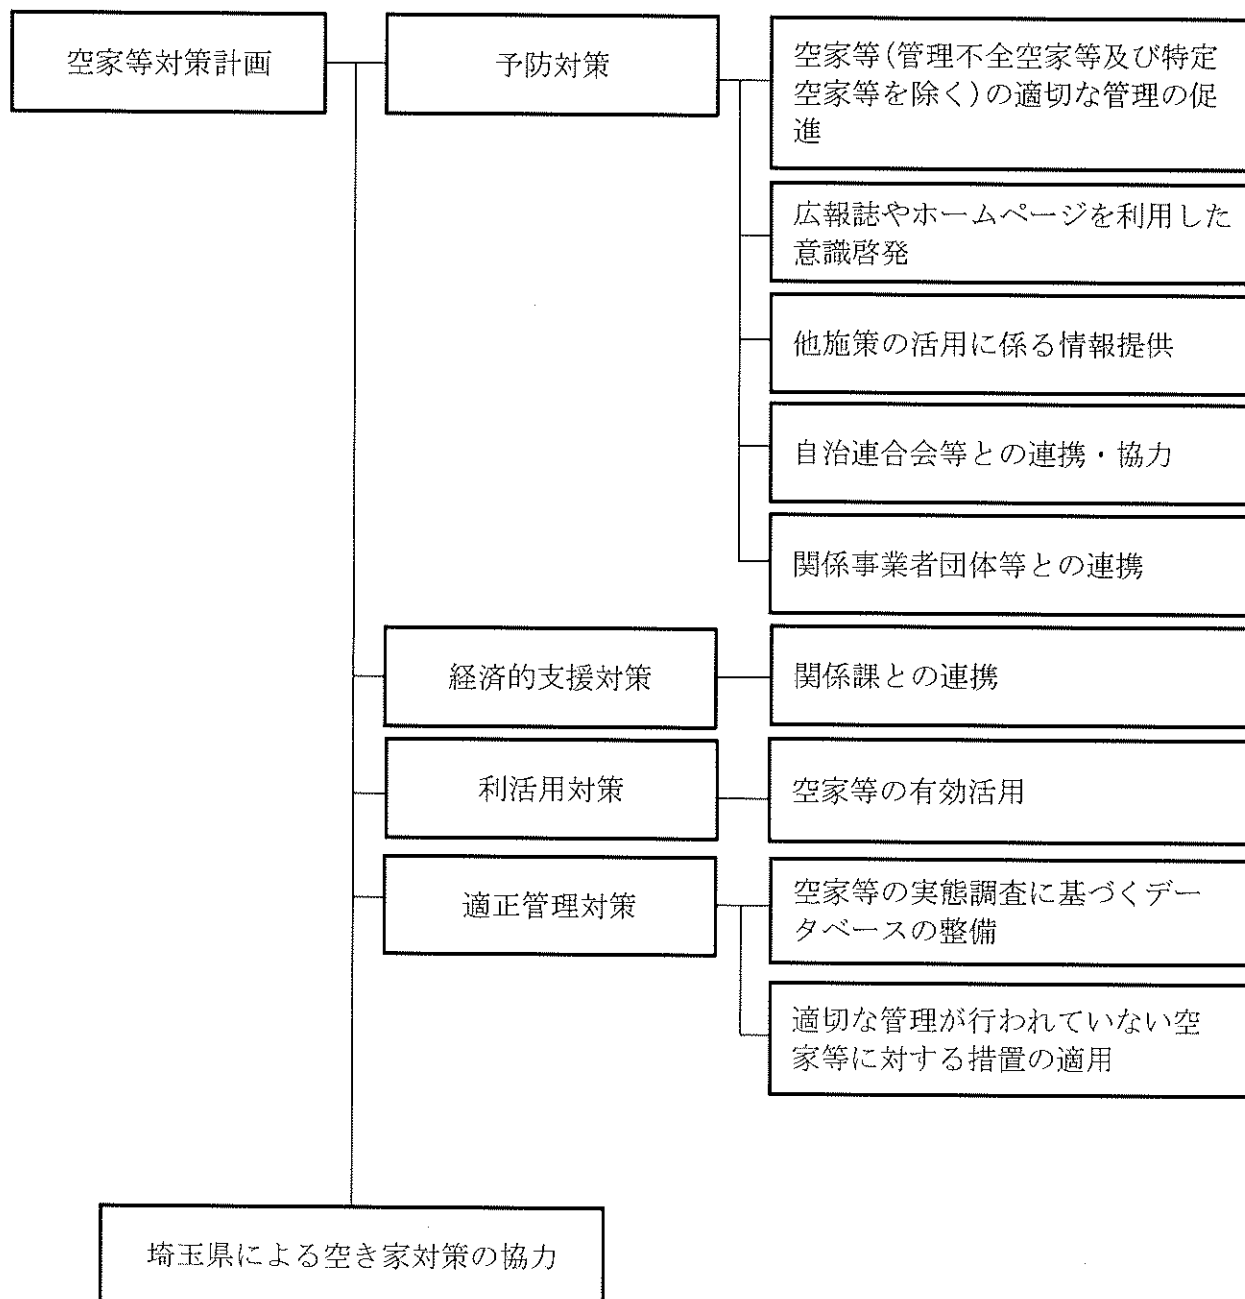 空家等対策計画
予防対策
空家等(管理不全空家等及び特定
空家等を除く)の適切な管理の促
進
広報誌やホームページを利用した
意識啓発
他施策の活用に係る情報提供
自治連合会等との連携・協力
関係事業者団体等との連携
経済的支援対策
関係課との連携
利活用対策
空家等の有効活用
適正管理対策
空家等の実態調査に基づくデー
タベースの整備
適切な管理が行われていない空
家等に対する措置の適用
埼玉県による空き家対策の協力